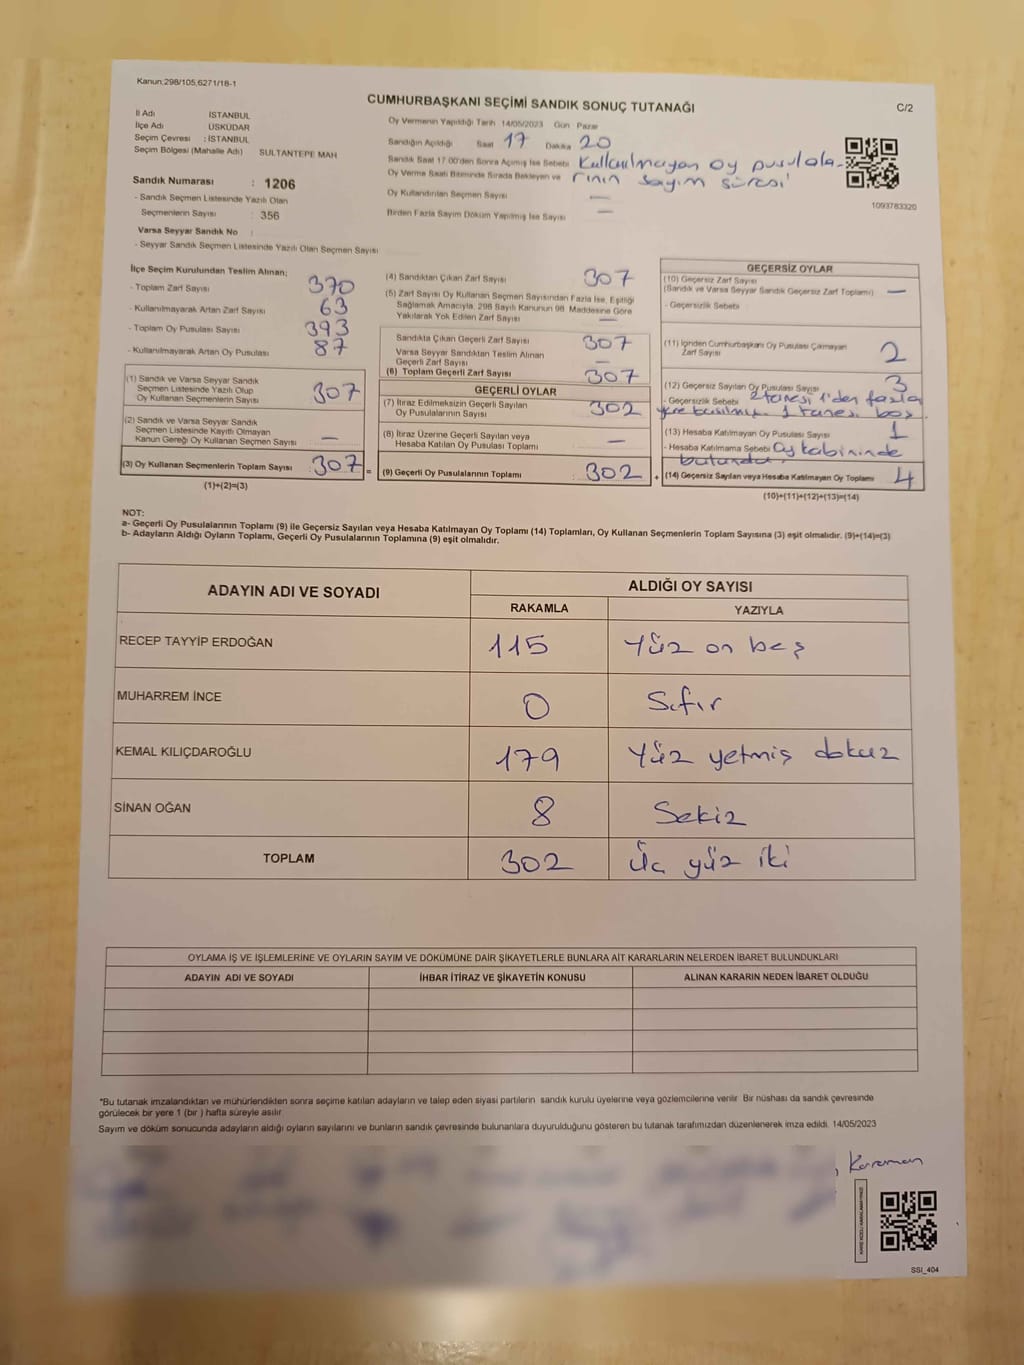 Kanun:298/105,6271/18-1
CUMHURBAŞKANI SEÇİMİ SANDIK SONUÇ TUTANAĞI
C/2
İl Adı İSTANBUL
İlçe Adı ÜSKÜDAR
Seçim Çevresi : İSTANBUL
Seçim Bölgesi (Mahalle Adı) SULTANTEPE MAH
Sandık Numarası : 1206
- Sandık Seçmen Listesinde Yazılı Olan
Seçmenlerin Sayısı : 356
Varsa Seyyar Sandık No :
- Seyyar Sandık Seçmen Listesinde Yazılı Olan Seçmen Sayısı
Oy Vermenin Yapıldığı Tarih 14/05/2023 Gün Pazar
Sandığın Açıldığı Saat 17 Dakika 20
Sandık Saat 17.00'den Sonra Açılmış İse Sebebi Kullanılmayan oy pusulala-
Oy Verme Saati Bitiminde Sırada Bekleyen ve rının sayım süresi
Oy Kullandırılan Seçmen Sayısı —
Birden Fazla Sayım Döküm Yapılmış İse Sayısı —
1093783320
İlçe Seçim Kurulundan Teslim Alınan;
- Toplam Zarf Sayısı 370
- Kullanılmayarak Artan Zarf Sayısı 63
- Toplam Oy Pusulası Sayısı 393
- Kullanılmayarak Artan Oy Pusulası 87
(1) Sandık ve Varsa Seyyar Sandık
Seçmen Listesinde Yazılı Olup
Oy Kullanan Seçmenlerin Sayısı 307
(2) Sandık ve Varsa Seyyar Sandık
Seçmen Listesinde Kayıtlı Olmayan
Kanun Gereği Oy Kullanan Seçmen Sayısı —
(3) Oy Kullanan Seçmenlerin Toplam Sayısı : 307 =
(1)+(2)=(3)
(4) Sandıktan Çıkan Zarf Sayısı 307
(5) Zarf Sayısı Oy Kullanan Seçmen Sayısından Fazla İse, Eşitliği
Sağlamak Amacıyla, 298 Sayılı Kanunun 98. Maddesine Göre
Yakılarak Yok Edilen Zarf Sayısı —
Sandıkta Çıkan Geçerli Zarf Sayısı 307
Varsa Seyyar Sandıktan Teslim Alınan
Geçerli Zarf Sayısı —
(6) Toplam Geçerli Zarf Sayısı 307
GEÇERLİ OYLAR
(7) İtiraz Edilmeksizin Geçerli Sayılan
Oy Pusulalarının Sayısı 302
(8) İtiraz Üzerine Geçerli Sayılan veya
Hesaba Katılan Oy Pusulası Toplamı —
(9) Geçerli Oy Pusulalarının Toplamı : 302 +
GEÇERSİZ OYLAR
(10) Geçersiz Zarf Sayısı
(Sandık ve Varsa Seyyar Sandık Geçersiz Zarf Toplamı) —
- Geçersizlik Sebebi :
(11) İçinden Cumhurbaşkanı Oy Pusulası Çıkmayan
Zarf Sayısı 2
(12) Geçersiz Sayılan Oy Pusulası Sayısı 3
- Geçersizlik Sebebi 2 tanesi 1'den fazla
yere basılmış. 1 tanesi boş.
(13) Hesaba Katılmayan Oy Pusulası Sayısı 1
- Hesaba Katılmama Sebebi Oy kabininde
bulundu.
(14) Geçersiz Sayılan veya Hesaba Katılmayan Oy Toplamı 4
(10)+(11)+(12)+(13)=(14)
NOT:
a- Geçerli Oy Pusulalarının Toplamı (9) ile Geçersiz Sayılan veya Hesaba Katılmayan Oy Toplamı (14) Toplamları, Oy Kullanan Seçmenlerin Toplam Sayısına (3) eşit olmalıdır. (9)+(14)=(3)
b- Adayların Aldığı Oyların Toplamı, Geçerli Oy Pusulalarının Toplamına (9) eşit olmalıdır.
ADAYIN ADI VE SOYADI
ALDIĞI OY SAYISI
RAKAMLA YAZIYLA
RECEP TAYYİP ERDOĞAN 115 Yüz on beş
MUHARREM İNCE 0 Sıfır
KEMAL KILIÇDAROĞLU 179 Yüz yetmiş dokuz
SİNAN OĞAN 8 Sekiz
TOPLAM 302 Üç yüz iki
OYLAMA İŞ VE İŞLEMLERİNE VE OYLARIN SAYIM VE DÖKÜMÜNE DAİR ŞİKAYETLERLE BUNLARA AİT KARARLARIN NELERDEN İBARET BULUNDUKLARI
ADAYIN ADI VE SOYADI İHBAR İTİRAZ VE ŞİKAYETİN KONUSU ALINAN KARARIN NEDEN İBARET OLDUĞU
*Bu tutanak imzalandıktan ve mühürlendikten sonra seçime katılan adayların ve talep eden siyasi partilerin sandık kurulu üyelerine veya gözlemcilerine verilir. Bir nüshası da sandık çevresinde
görülecek bir yere 1 (bir ) hafta süreyle asılır
Sayım ve döküm sonucunda adayların aldığı oyların sayılarını ve bunların sandık çevresinde bulunanlara duyurulduğunu gösteren bu tutanak tarafımızdan düzenlenerek imza edildi. 14/05/2023
Karaman
SSI_404